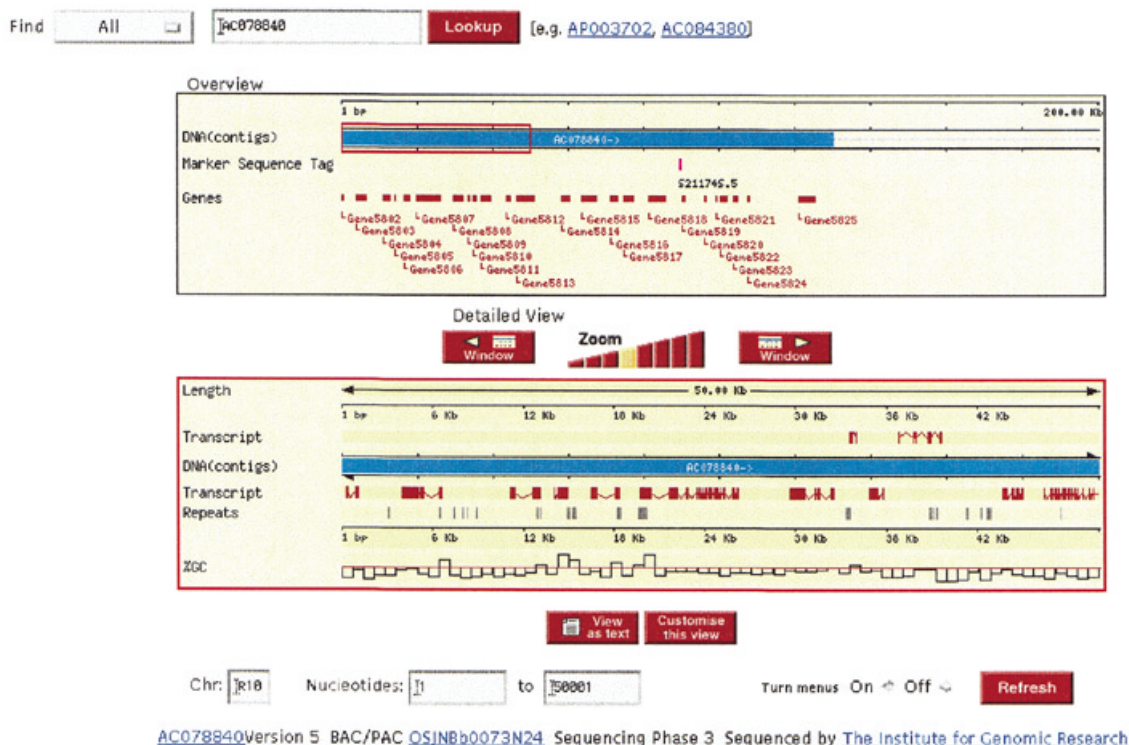 Find All AC078840 Lookup [e.g. AP003702, AC084380]
Overview
1 bp 200.00 Kb
DNA(contigs) AC078840->
Marker Sequence Tag
S21174S.5
Genes
Gene5802 Gene5807 Gene5812 Gene5815 Gene5818 Gene5821 Gene5825
Gene5803 Gene5808 Gene5814 Gene5819
Gene5804 Gene5809 Gene5816 Gene5820
Gene5805 Gene5810 Gene5817 Gene5822
Gene5806 Gene5811 Gene5823
Gene5813 Gene5824
Detailed View
Window Zoom Window
Length 50.00 Kb
1 bp 6 Kb 12 Kb 18 Kb 24 Kb 30 Kb 36 Kb 42 Kb
Transcript
DNA(contigs) AC078840->
Transcript
Repeats
1 bp 6 Kb 12 Kb 18 Kb 24 Kb 30 Kb 36 Kb 42 Kb
%GC
View as text Customise this view
Chr: R10 Nucleotides: 1 to 50001 Turn menus On Off Refresh
AC078840 Version 5 BAC/PAC OSJNBb0073N24 Sequencing Phase 3 Sequenced by The Institute for Genomic Research